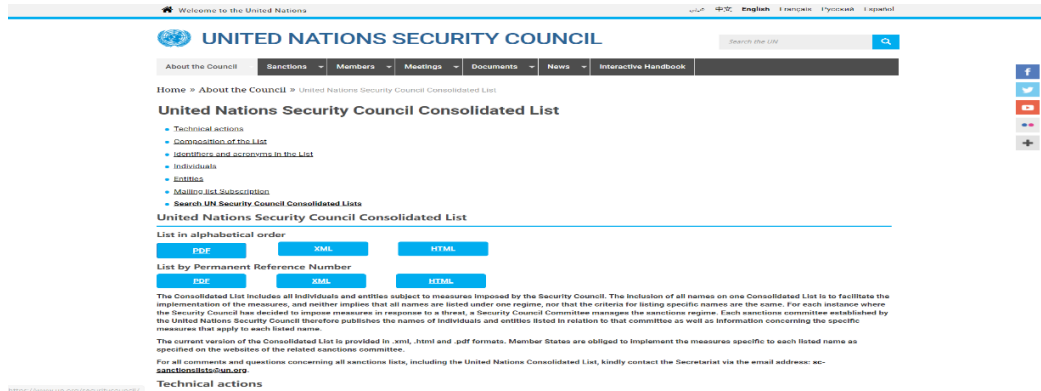 Welcome to the United Nations
عربي 中文 English Français Русский Español
UNITED NATIONS SECURITY COUNCIL
Search the UN
About the Council Sanctions Members Meetings Documents News Interactive Handbook
Home » About the Council » United Nations Security Council Consolidated List
United Nations Security Council Consolidated List
Technical actions
Composition of the List
Identifiers and acronyms in the List
Individuals
Entities
Mailing list Subscription
Search UN Security Council Consolidated Lists
United Nations Security Council Consolidated List
List in alphabetical order
PDF XML HTML
List by Permanent Reference Number
PDF XML HTML
The Consolidated List includes all individuals and entities subject to measures imposed by the Security Council. The inclusion of all names on one Consolidated List is to facilitate the
implementation of the measures, and neither implies that all names are listed under one regime, nor that the criteria for listing specific names are the same. For each instance where
the Security Council has decided to impose measures in response to a threat, a Security Council Committee manages the sanctions regime. Each sanctions committee established by
the United Nations Security Council therefore publishes the names of individuals and entities listed in relation to that committee as well as information concerning the specific
measures that apply to each listed name.
The current version of the Consolidated List is provided in .xml, .html and .pdf formats. Member States are obliged to implement the measures specific to each listed name as
specified on the websites of the related sanctions committee.
For all comments and questions concerning all sanctions lists, including the United Nations Consolidated List, kindly contact the Secretariat via the email address: sc-
sanctionslists@un.org.
Technical actions